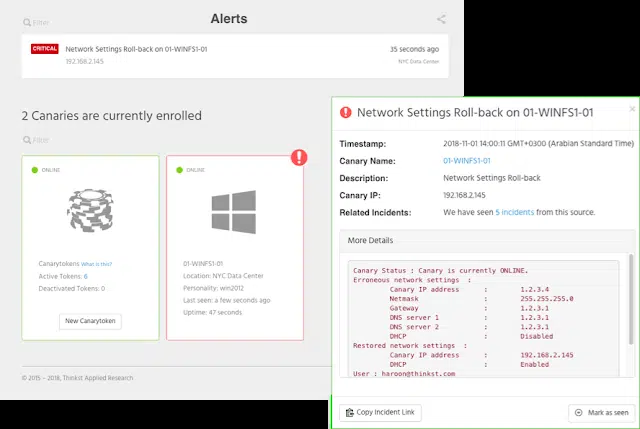 Alerts
Filter
CRITICAL Network Settings Roll-back on 01-WINFS1-01 35 seconds ago
192.168.2.145 NYC Data Center
2 Canaries are currently enrolled
Filter
ONLINE
Canarytokens What is this?
Active Tokens: 6
Deactivated Tokens: 0
New Canarytoken
ONLINE
01-WINFS1-01
Location: NYC Data Center
Personality: win2012
Last seen: a few seconds ago
Uptime: 47 seconds
© 2015 – 2018, Thinkst Applied Research
Network Settings Roll-back on 01-WINFS1-01 ×
Timestamp: 2018-11-01 14:00:11 GMT+0300 (Arabian Standard Time)
Canary Name: 01-WINFS1-01
Description: Network Settings Roll-back
Canary IP: 192.168.2.145
Related Incidents: We have seen 5 incidents from this source.
More Details
Canary Status : Canary is currently ONLINE.
Erroneous network settings :
Canary IP address : 1.2.3.4
Netmask : 255.255.255.0
Gateway : 1.2.3.1
DNS server 1 : 1.2.3.1
DNS server 2 : 1.2.3.1
DHCP : Disabled
Restored network settings :
Canary IP address : 192.168.2.145
DHCP : Enabled
User : haroon@thinkst.com
Copy Incident Link
Mark as seen